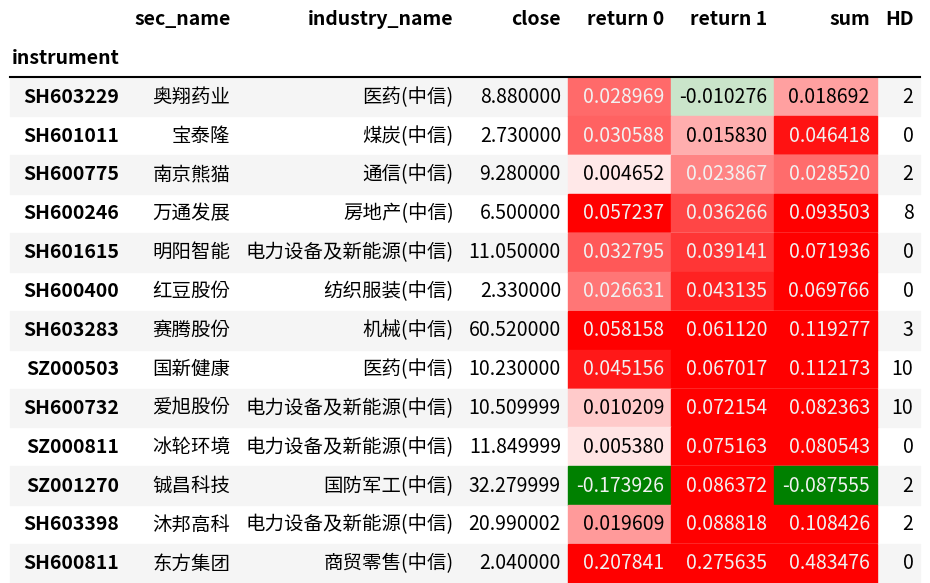 sec_name industry_name close return 0 return 1 sum HD
instrument
SH603229 奥翔药业 医药(中信) 8.880000 0.028969 -0.010276 0.018692 2
SH601011 宝泰隆 煤炭(中信) 2.730000 0.030588 0.015830 0.046418 0
SH600775 南京熊猫 通信(中信) 9.280000 0.004652 0.023867 0.028520 2
SH600246 万通发展 房地产(中信) 6.500000 0.057237 0.036266 0.093503 8
SH601615 明阳智能 电力设备及新能源(中信) 11.050000 0.032795 0.039141 0.071936 0
SH600400 红豆股份 纺织服装(中信) 2.330000 0.026631 0.043135 0.069766 0
SH603283 赛腾股份 机械(中信) 60.520000 0.058158 0.061120 0.119277 3
SZ000503 国新健康 医药(中信) 10.230000 0.045156 0.067017 0.112173 10
SH600732 爱旭股份 电力设备及新能源(中信) 10.509999 0.010209 0.072154 0.082363 10
SZ000811 冰轮环境 电力设备及新能源(中信) 11.849999 0.005380 0.075163 0.080543 0
SZ001270 铖昌科技 国防军工(中信) 32.279999 -0.173926 0.086372 -0.087555 2
SH603398 沐邦高科 电力设备及新能源(中信) 20.990002 0.019609 0.088818 0.108426 2
SH600811 东方集团 商贸零售(中信) 2.040000 0.207841 0.275635 0.483476 0